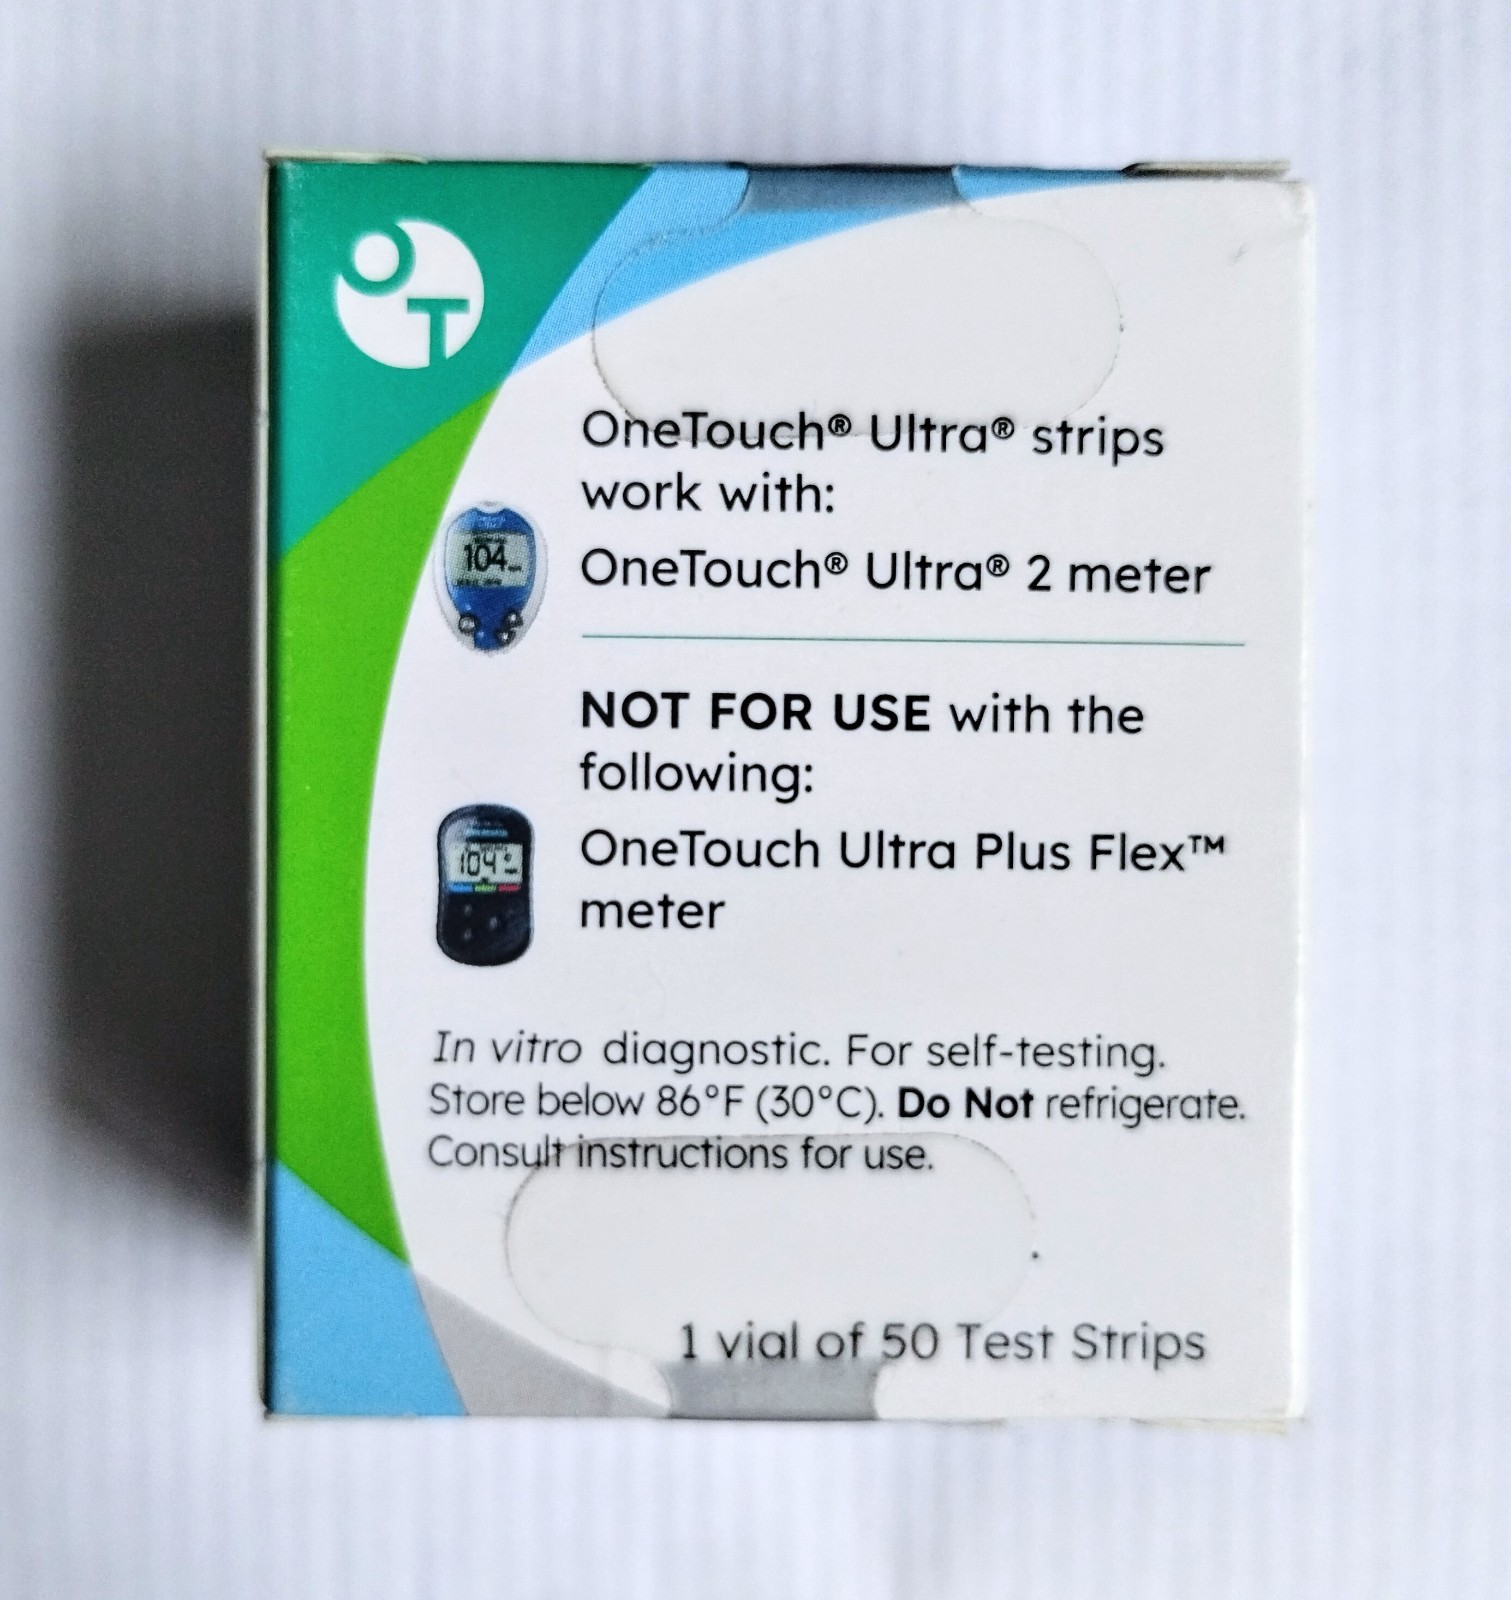 OT
OneTouch® Ultra® strips
work with:
104
OneTouch® Ultra® 2 meter
NOT FOR USE with the
following:
104
OneTouch Ultra Plus Flex™
meter
In vitro diagnostic. For self-testing.
Store below 86°F (30°C). Do Not refrigerate.
Consult instructions for use.
1 vial of 50 Test Strips